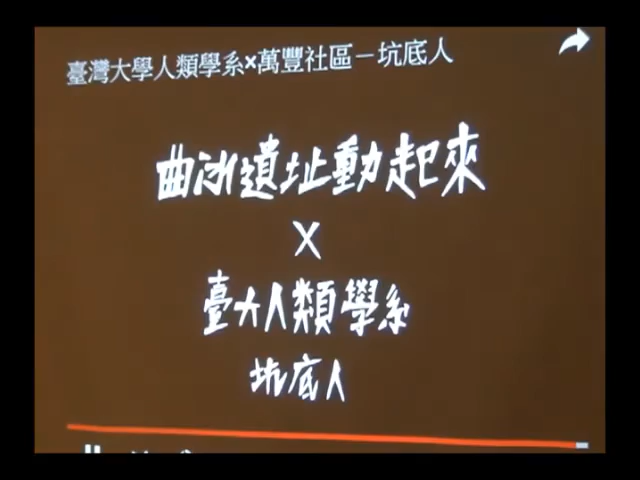 臺灣大學人類學系×萬豐社區－坑底人
曲冰遺址動起來
X
臺大人類學系
坑底人